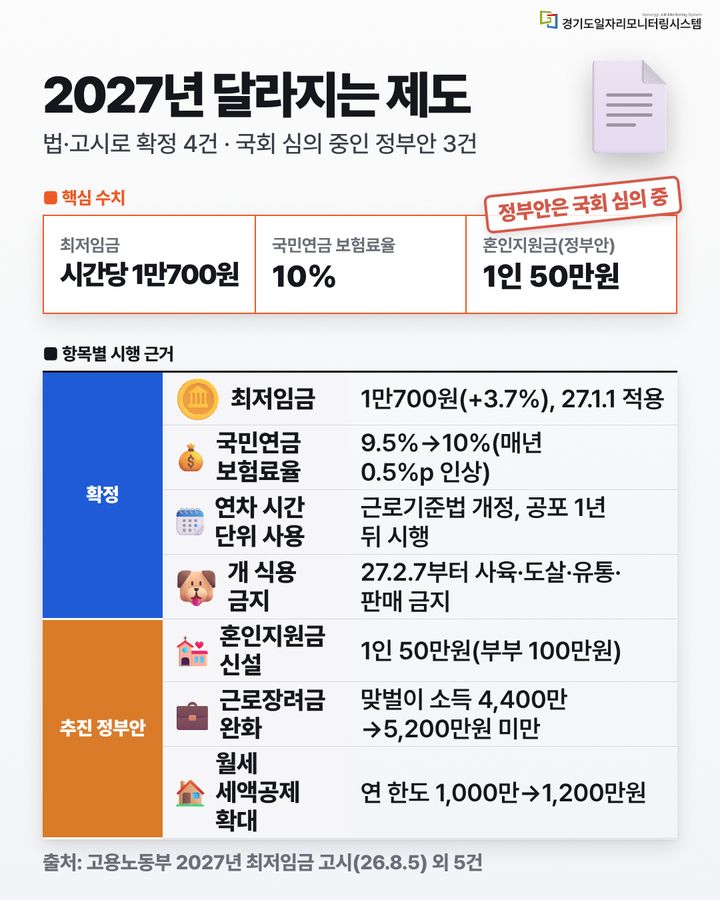 경기도일자리모니터링시스템
2027년 달라지는 제도
법·고시로 확정 4건 · 국회 심의 중인 정부안 3건
핵심 수치
정부안은 국회 심의 중
최저임금
시간당 1만700원
국민연금 보험료율
10%
혼인지원금(정부안)
1인 50만원
항목별 시행 근거
확정
최저임금
1만700원(+3.7%), 27.1.1 적용
국민연금
보험료율
9.5%→10%(매년
0.5%p 인상)
연차 시간
단위 사용
근로기준법 개정, 공포 1년
뒤 시행
개 식용
금지
27.2.7부터 사육·도살·유통·
판매 금지
추진 정부안
혼인지원금
신설
1인 50만원(부부 100만원)
근로장려금
완화
맞벌이 소득 4,400만
→5,200만원 미만
월세
세액공제
확대
연 한도 1,000만→1,200만원
출처: 고용노동부 2027년 최저임금 고시(26.8.5) 외 5건